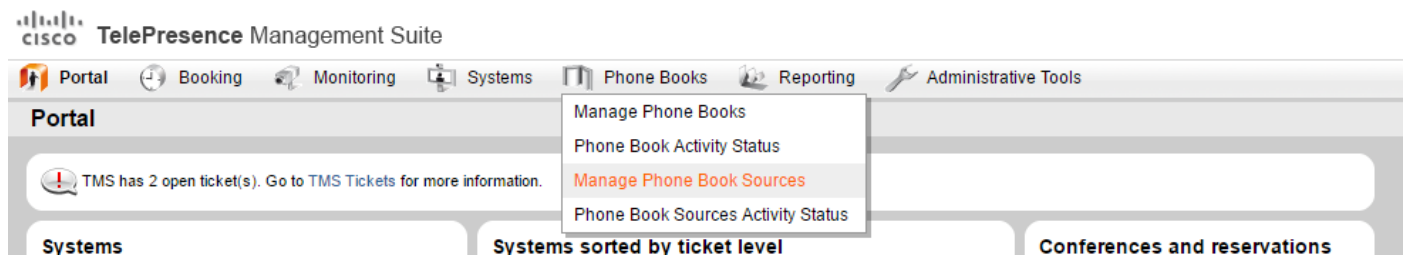 CISCO TelePresence Management Suite
Portal Booking Monitoring Systems Phone Books Reporting Administrative Tools
Portal
Manage Phone Books
Phone Book Activity Status
Manage Phone Book Sources
Phone Book Sources Activity Status
TMS has 2 open ticket(s). Go to TMS Tickets for more information.
Systems
Systems sorted by ticket level
Conferences and reservations